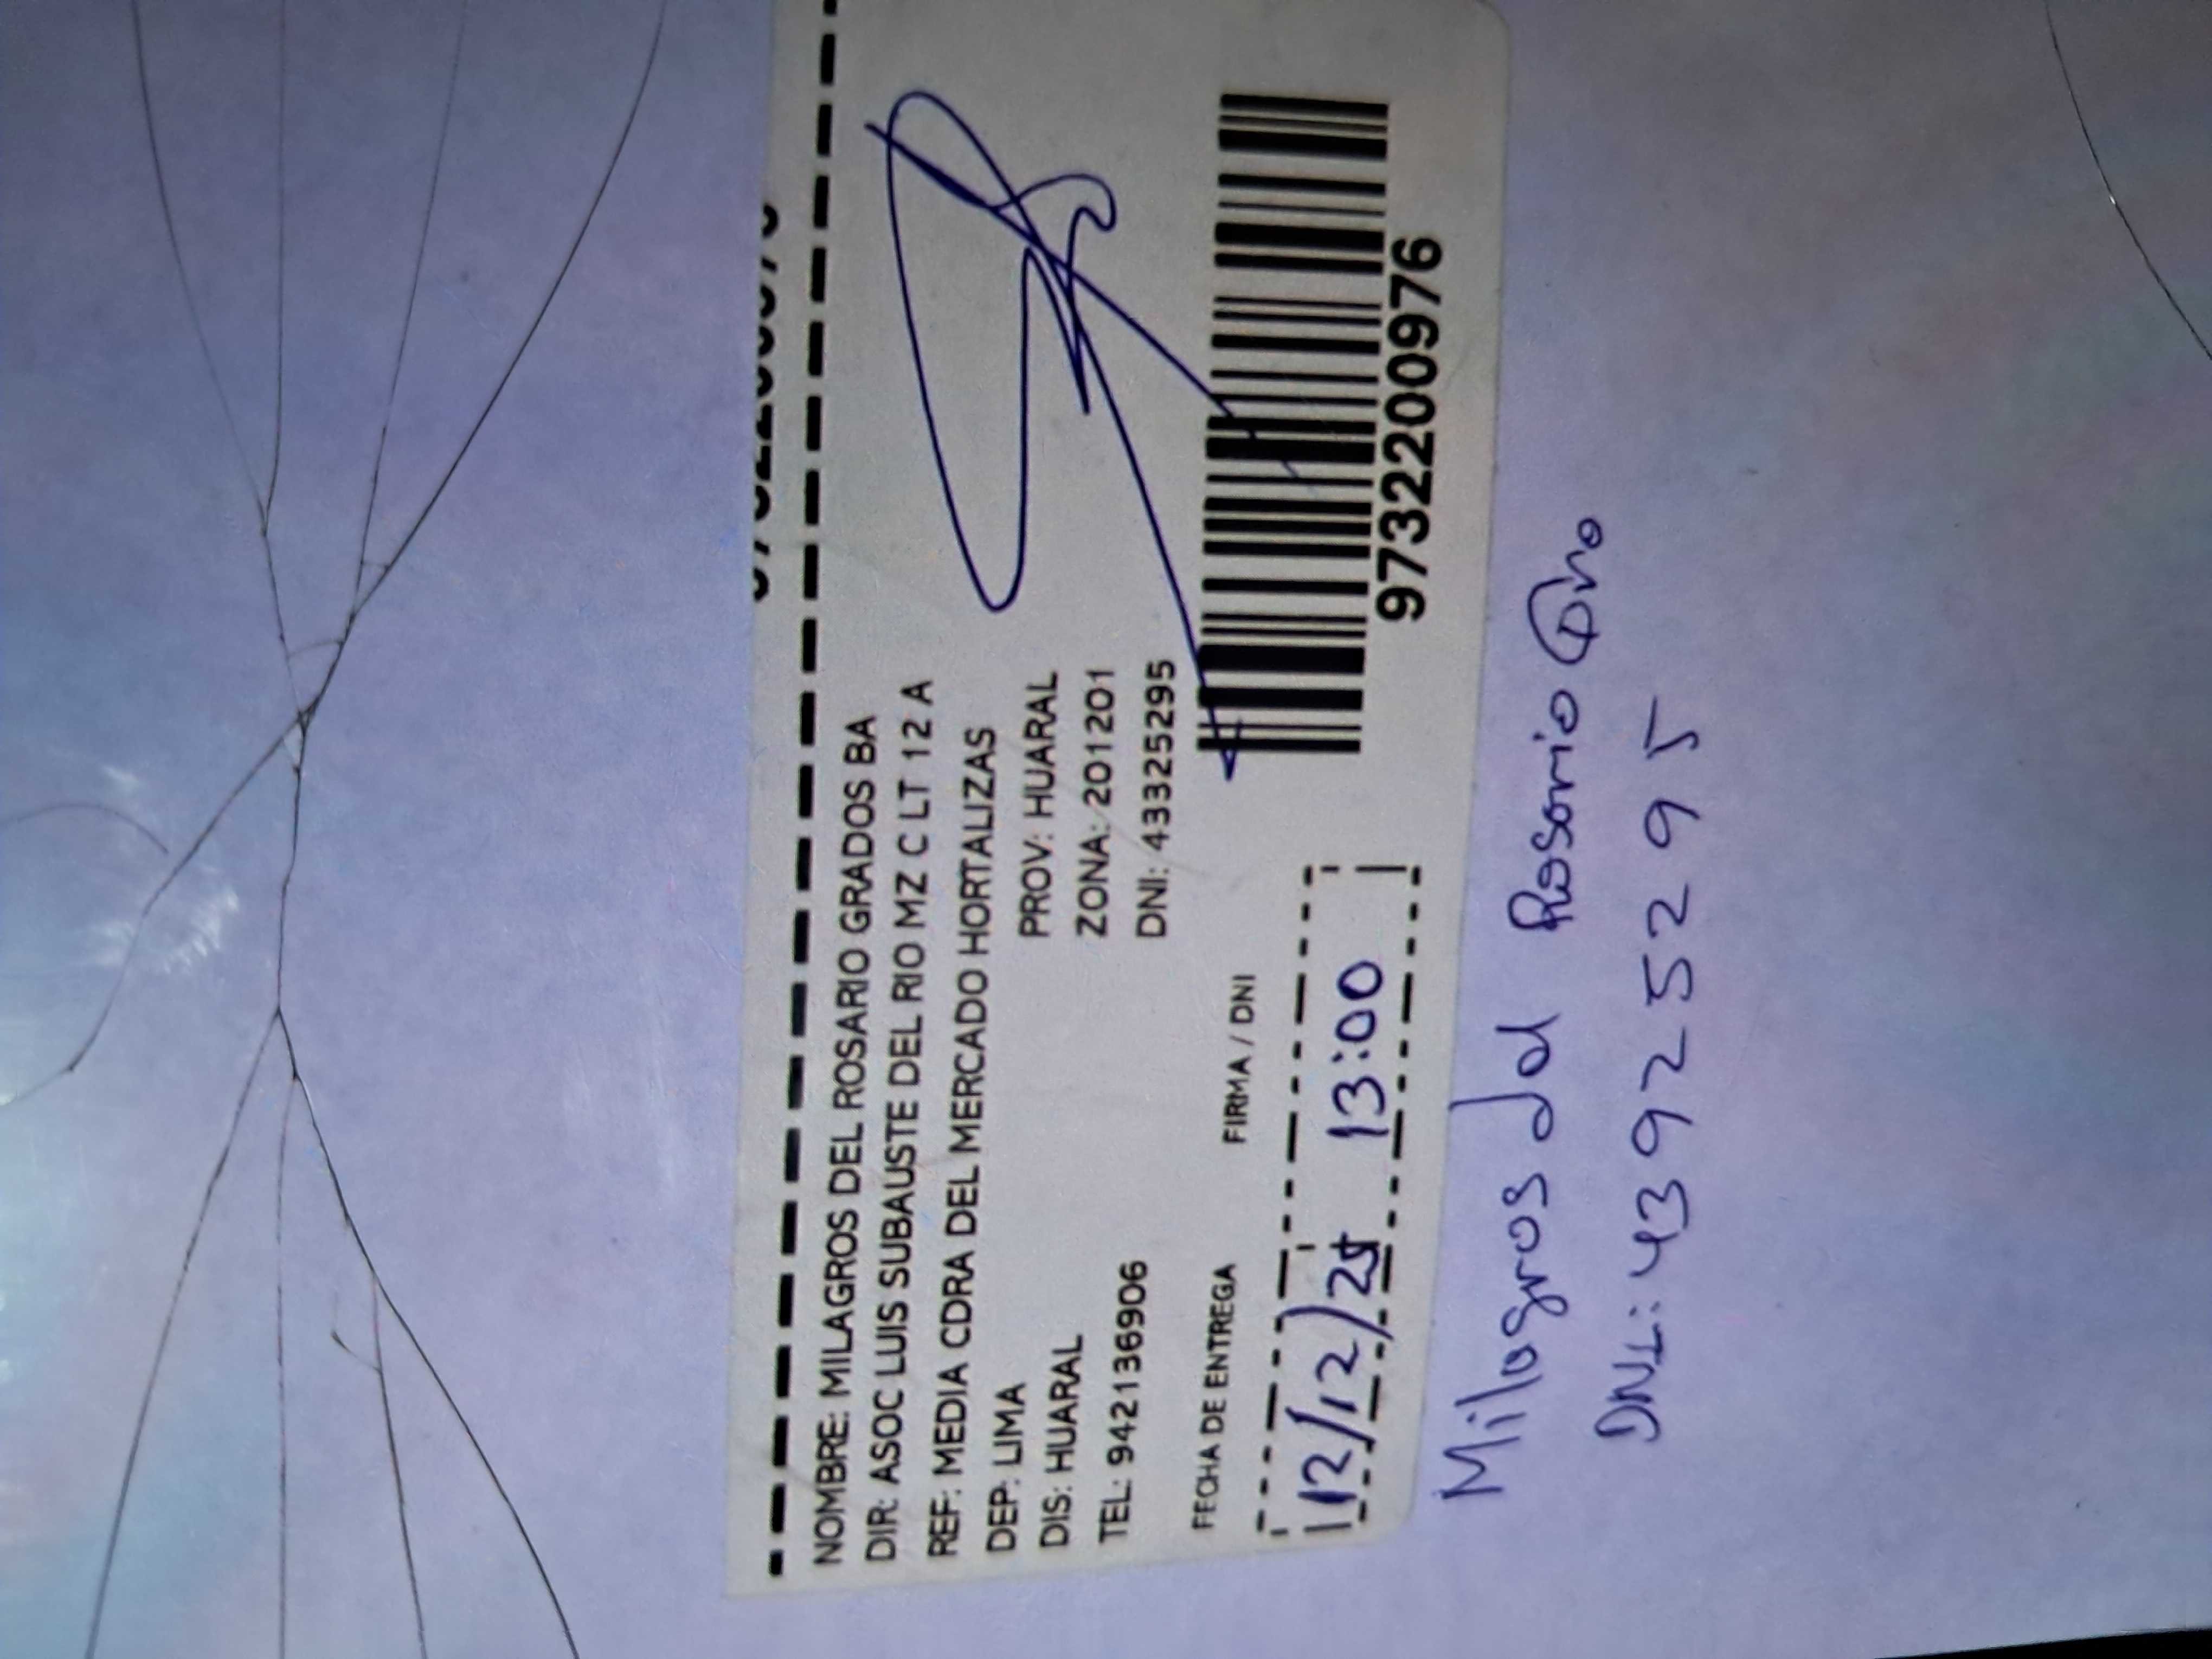 NOMBRE: MILAGROS DEL ROSARIO GRADOS BA
DIR: ASOC LUIS SUBAUSTE DEL RIO MZ C LT 12 A
REF: MEDIA CDRA DEL MERCADO HORTALIZAS
DEP: LIMA PROV: HUARAL
DIS: HUARAL ZONA: 201201
TEL: 942136906 DNI: 43325295
FECHA DE ENTREGA FIRMA / DNI
12/12/25 13:00
9732200976
Milagros del Rosario
DNI: 43925295